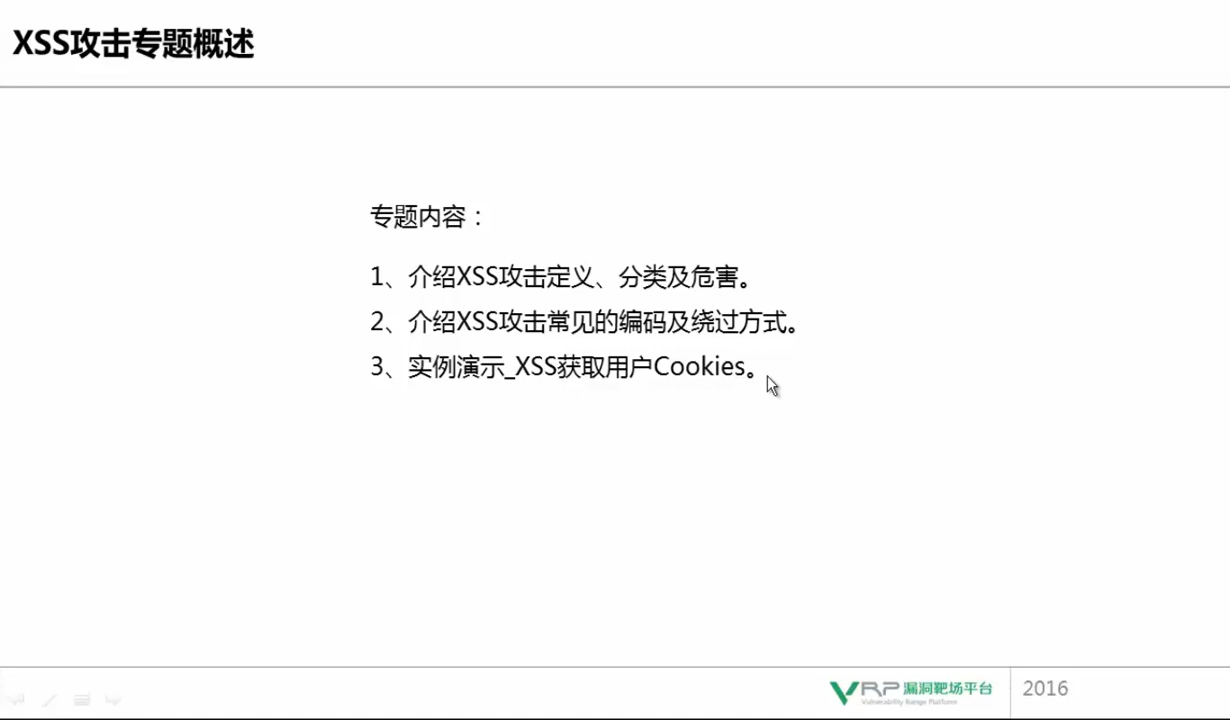 XSS攻击专题概述
专题内容：
1、介绍XSS攻击定义、分类及危害。
2、介绍XSS攻击常见的编码及绕过方式。
3、实例演示_XSS获取用户Cookies。
VRP 漏洞靶场平台
Vulnerability Range Platform
2016